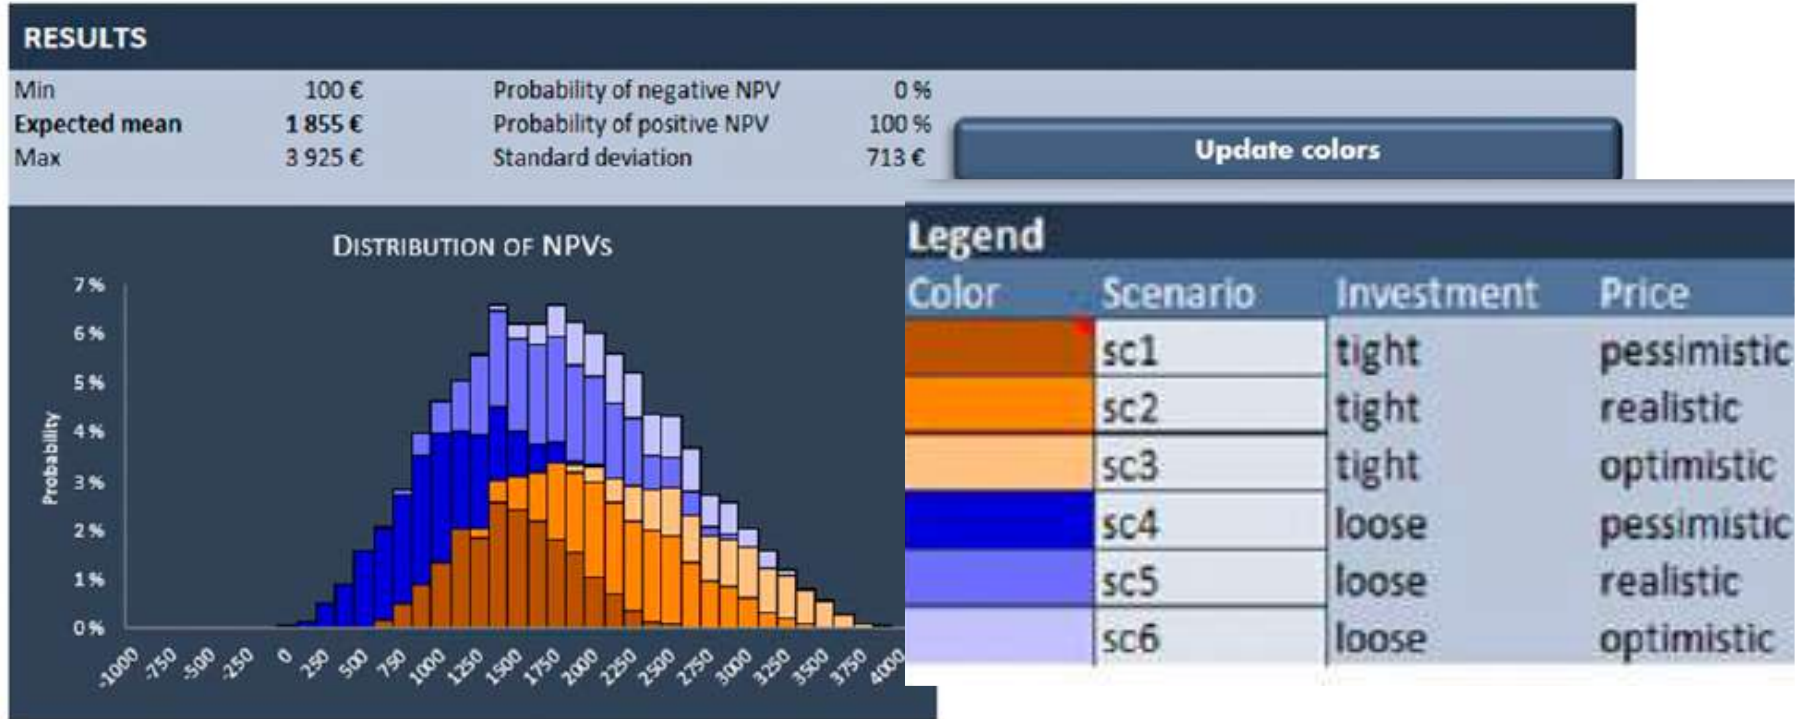 RESULTS
Min 100 € Probability of negative NPV 0 %
Expected mean 1 855 € Probability of positive NPV 100 %
Max 3 925 € Standard deviation 713 €
Update colors
DISTRIBUTION OF NPVS
Probability
7%
6%
5%
4%
3%
2%
1%
0%
-1000 -750 -500 -250 0 250 500 750 1000 1250 1500 1750 2000 2250 2500 2750 3000 3250 3500 3750 4000
Legend
Color Scenario Investment Price
sc1 tight pessimistic
sc2 tight realistic
sc3 tight optimistic
sc4 loose pessimistic
sc5 loose realistic
sc6 loose optimistic